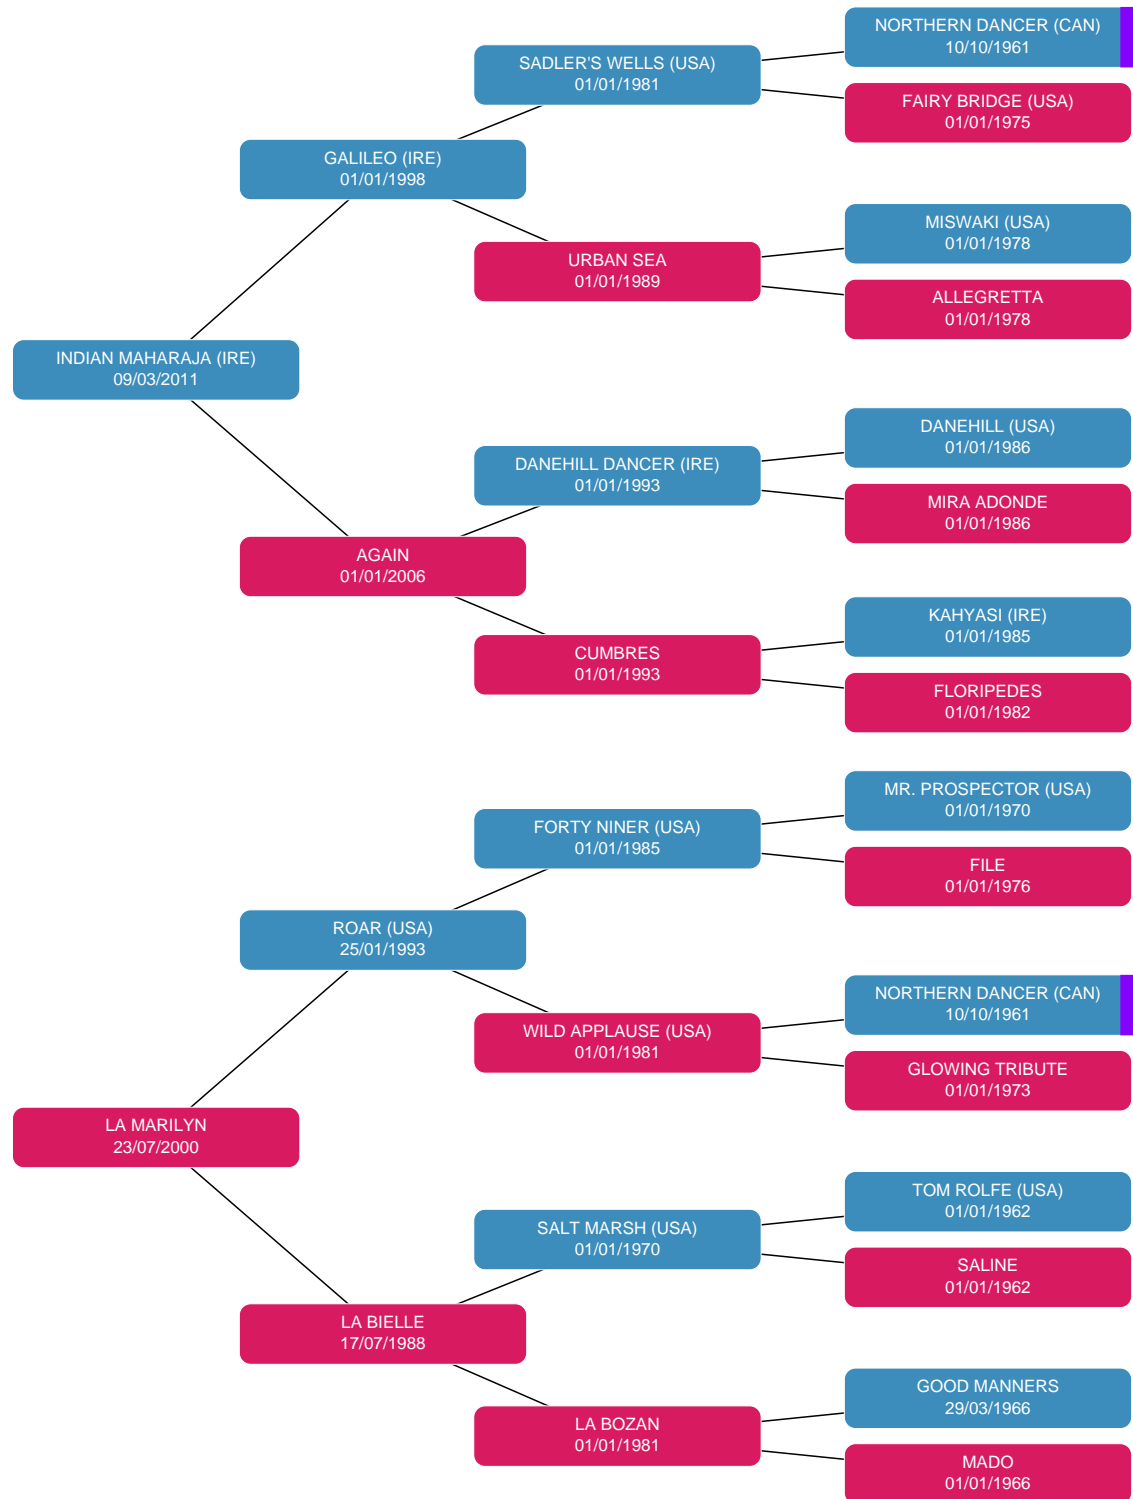 NORTHERN DANCER (CAN)
10/10/1961
SADLER'S WELLS (USA)
01/01/1981
FAIRY BRIDGE (USA)
01/01/1975
GALILEO (IRE)
01/01/1998
MISWAKI (USA)
01/01/1978
URBAN SEA
01/01/1989
ALLEGRETTA
01/01/1978
INDIAN MAHARAJA (IRE)
09/03/2011
DANEHILL (USA)
01/01/1986
DANEHILL DANCER (IRE)
01/01/1993
MIRA ADONDE
01/01/1986
AGAIN
01/01/2006
KAHYASI (IRE)
01/01/1985
CUMBRES
01/01/1993
FLORIPEDES
01/01/1982
MR. PROSPECTOR (USA)
01/01/1970
FORTY NINER (USA)
01/01/1985
FILE
01/01/1976
ROAR (USA)
25/01/1993
NORTHERN DANCER (CAN)
10/10/1961
WILD APPLAUSE (USA)
01/01/1981
GLOWING TRIBUTE
01/01/1973
LA MARILYN
23/07/2000
TOM ROLFE (USA)
01/01/1962
SALT MARSH (USA)
01/01/1970
SALINE
01/01/1962
LA BIELLE
17/07/1988
GOOD MANNERS
29/03/1966
LA BOZAN
01/01/1981
MADO
01/01/1966